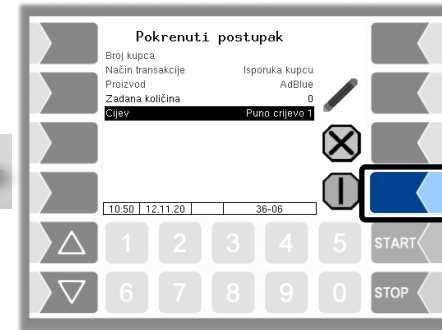 Pokrenuti postupak
Broj kupca
Način transakcije Isporuka kupcu
Proizvod AdBlue
Zadana količina 0
Cijev Puno crijevo 1
10:50 12.11.20 36-06
1 2 3 4 5 START
6 7 8 9 0 STOP